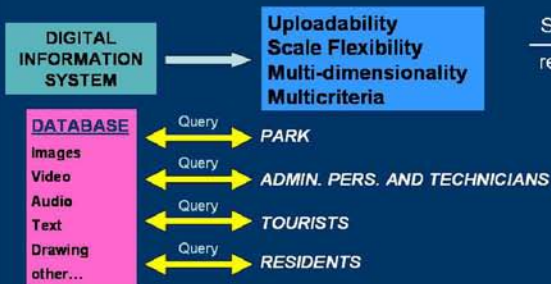 DIGITAL
INFORMATION
SYSTEM
Uploadability
Scale Flexibility
Multi-dimensionality
Multicriteria
DATABASE
Images
Video
Audio
Text
Drawing
other...
Query
PARK
Query
ADMIN. PERS. AND TECHNICIANS
Query
TOURISTS
Query
RESIDENTS